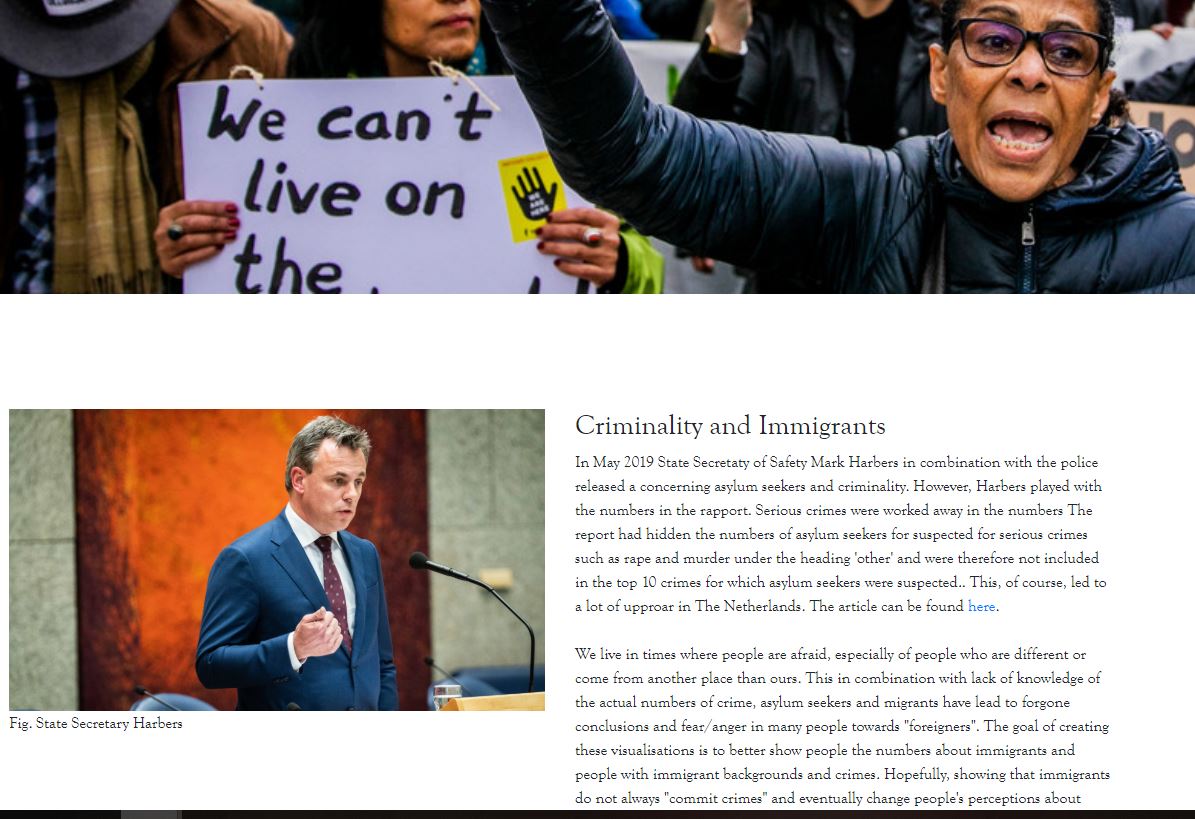 We can't
live on
the
WE
ARE
HERE
Criminality and Immigrants
In May 2019 State Secretaty of Safety Mark Harbers in combination with the police
released a concerning asylum seekers and criminality. However, Harbers played with
the numbers in the rapport. Serious crimes were worked away in the numbers The
report had hidden the numbers of asylum seekers for suspected for serious crimes
such as rape and murder under the heading 'other' and were therefore not included
in the top 10 crimes for which asylum seekers were suspected.. This, of course, led to
a lot of upproar in The Netherlands. The article can be found here.
We live in times where people are afraid, especially of people who are different or
come from another place than ours. This in combination with lack of knowledge of
the actual numbers of crime, asylum seekers and migrants have lead to forgone
conclusions and fear/anger in many people towards "foreigners". The goal of creating
these visualisations is to better show people the numbers about immigrants and
people with immigrant backgrounds and crimes. Hopefully, showing that immigrants
do not always "commit crimes" and eventually change people's perceptions about
Fig. State Secretary Harbers